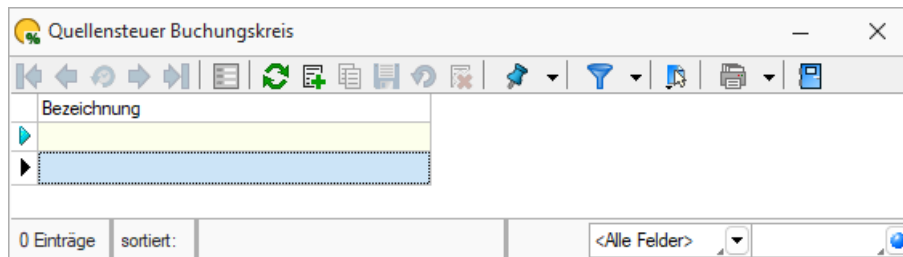 Quellensteuer Buchungskreis
Bezeichnung
0 Einträge sortiert: <Alle Felder>